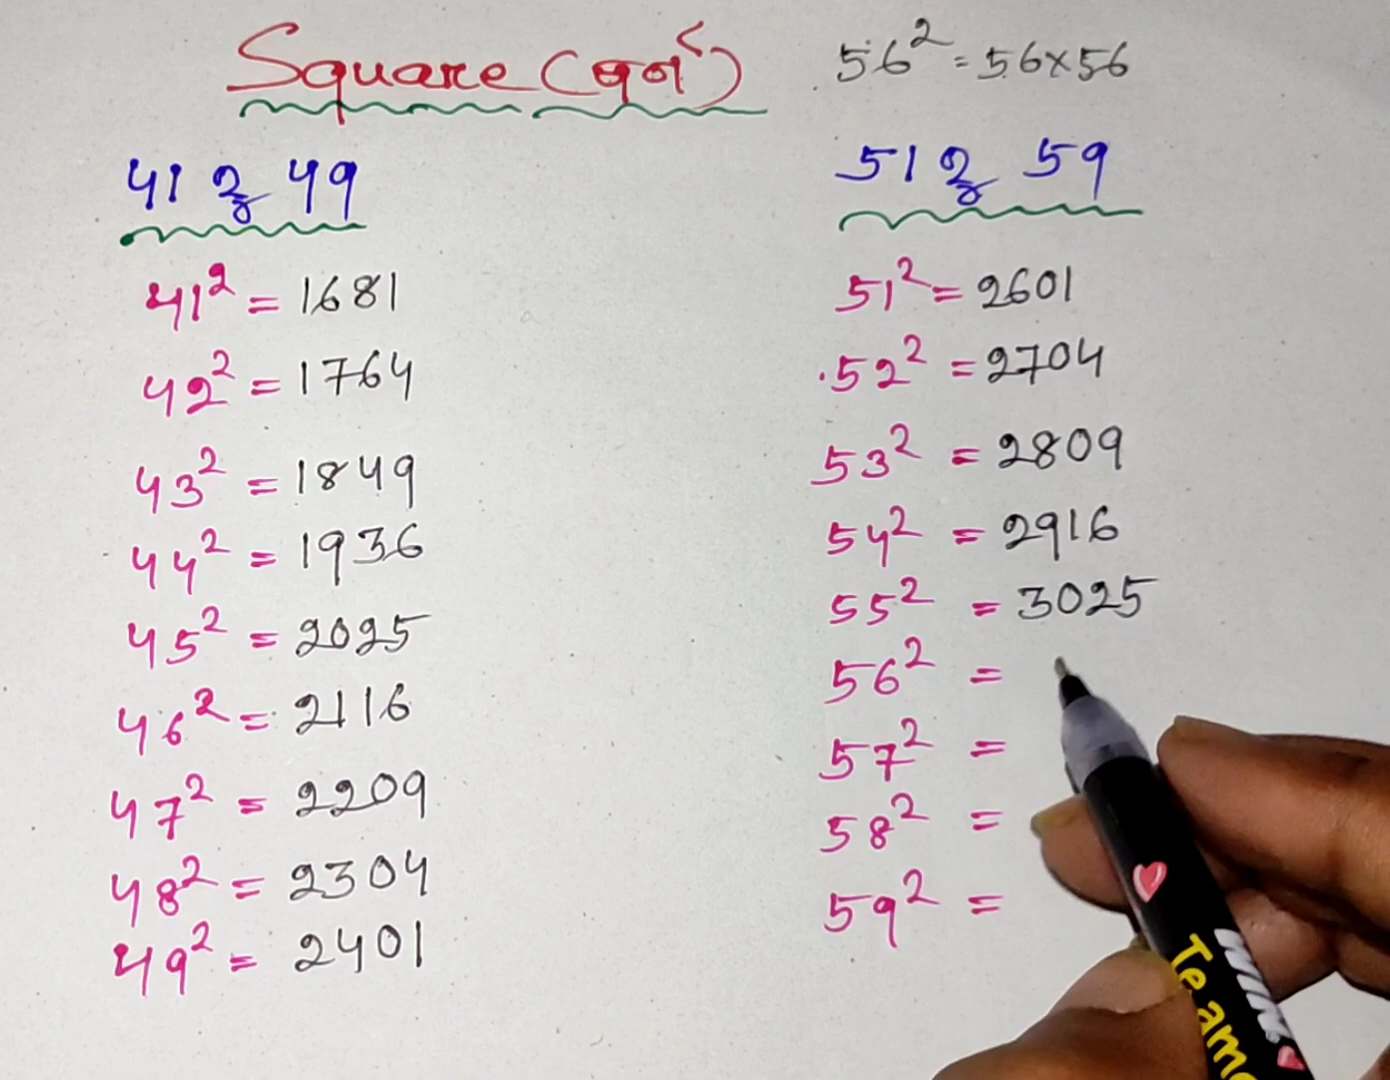 Square (বর্গ)
56² = 56×56
41 হ 49
41² = 1681
42² = 1764
43² = 1849
44² = 1936
45² = 2025
46² = 2116
47² = 2209
48² = 2304
49² = 2401
51 হ 59
51² = 2601
52² = 2704
53² = 2809
54² = 2916
55² = 3025
56² =
57² =
58² =
59² =